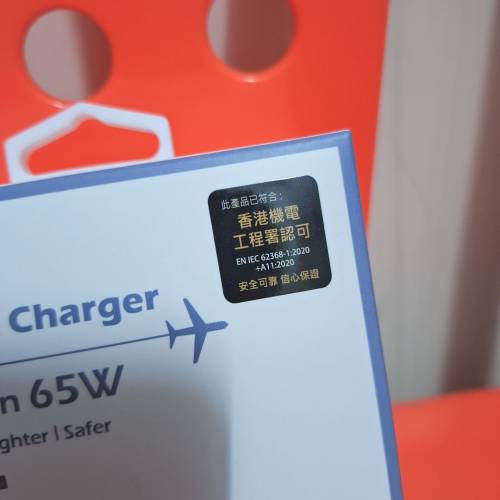 此產品已符合：
香港機電
工程署認可
EN IEC 62368-1:2020
+A11:2020
安全可靠 信心保證
Charger
65W
Safer